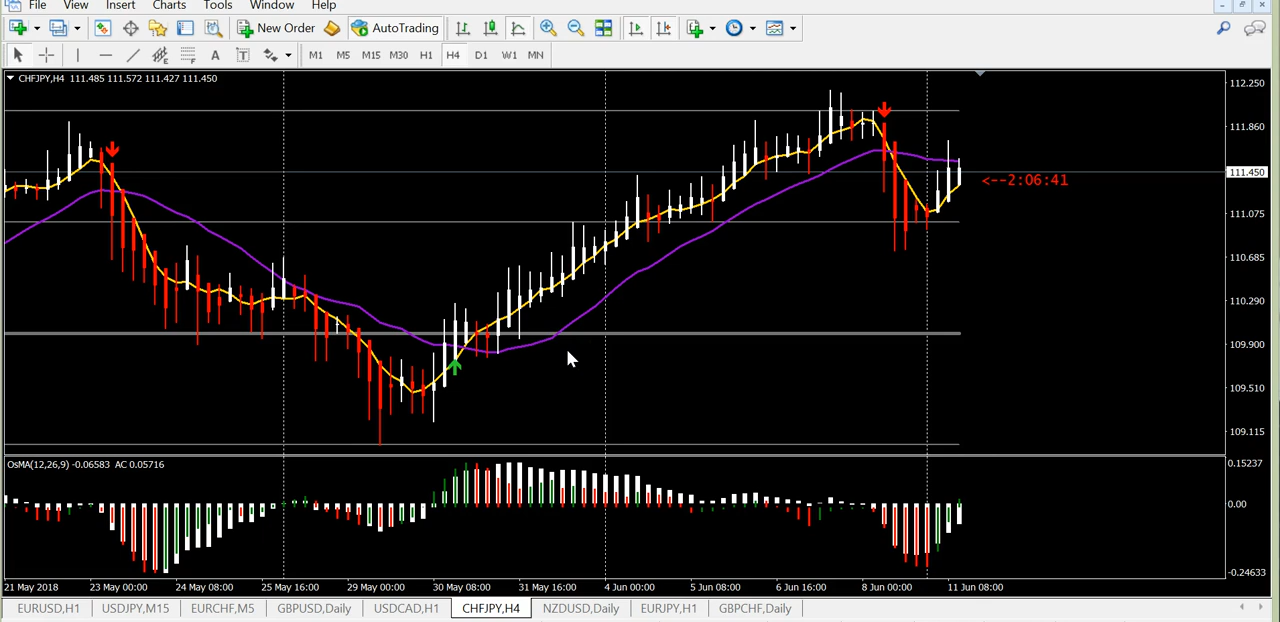 File View Insert Charts Tools Window Help
New Order AutoTrading
A T M1 M5 M15 M30 H1 H4 D1 W1 MN
CHFJPY,H4 111.485 111.572 111.427 111.450
112.250
111.860
111.450
<--2:06:41
111.075
110.685
110.290
109.900
109.510
109.115
OsMA(12,26,9) -0.06583 AC 0.05716
0.15237
0.00
-0.24633
21 May 2018 23 May 00:00 24 May 08:00 25 May 16:00 29 May 00:00 30 May 08:00 31 May 16:00 4 Jun 00:00 5 Jun 08:00 6 Jun 16:00 8 Jun 00:00 11 Jun 08:00
EURUSD,H1 USDJPY,M15 EURCHF,M5 GBPUSD,Daily USDCAD,H1 CHFJPY,H4 NZDUSD,Daily EURJPY,H1 GBPCHF,Daily